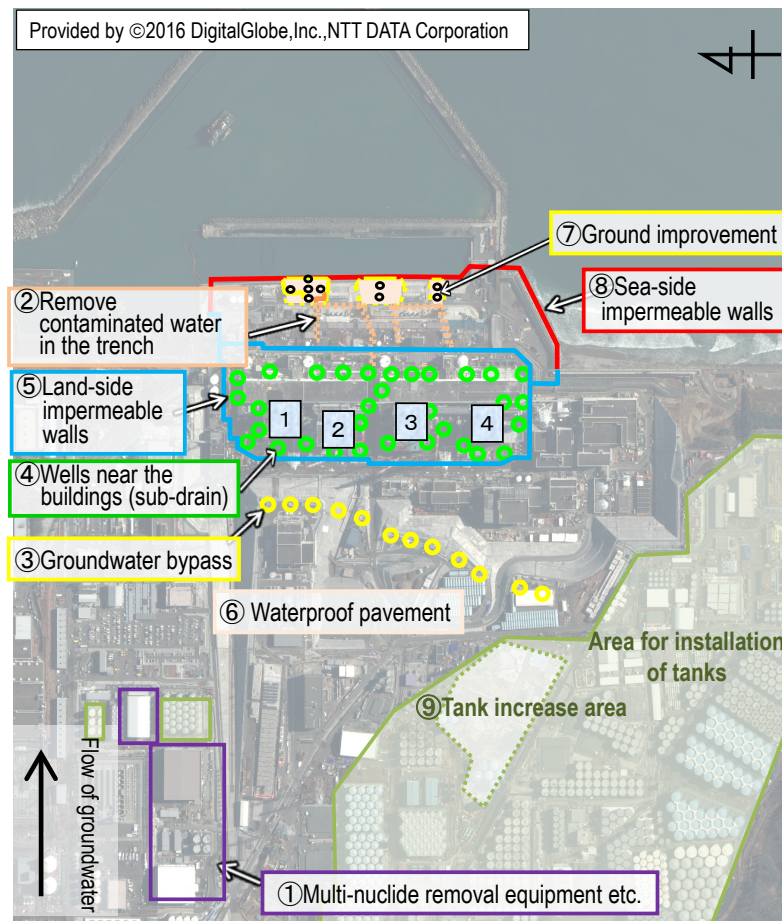 Provided by ©2016 DigitalGlobe,Inc.,NTT DATA Corporation
⑦Ground improvement
②Remove
contaminated water
in the trench
⑧Sea-side
impermeable walls
⑤Land-side
impermeable
walls
1
2
3
4
④Wells near the
buildings (sub-drain)
③Groundwater bypass
⑥ Waterproof pavement
Area for installation
of tanks
⑨Tank increase area
Flow of groundwater
①Multi-nuclide removal equipment etc.